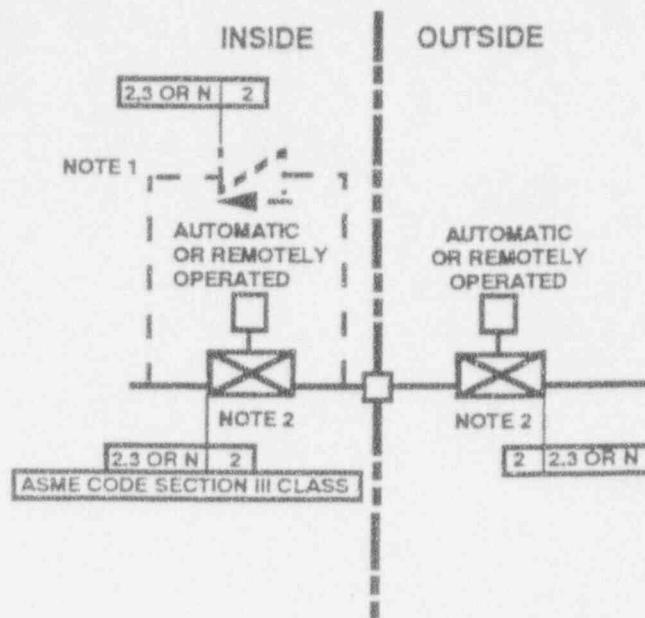 INSIDE
OUTSIDE
2,3 OR N 2
NOTE 1
AUTOMATIC
OR REMOTELY
OPERATED
AUTOMATIC
OR REMOTELY
OPERATED
NOTE 2
NOTE 2
2,3 OR N 2
2 2,3 OR N
ASME CODE SECTION III CLASS